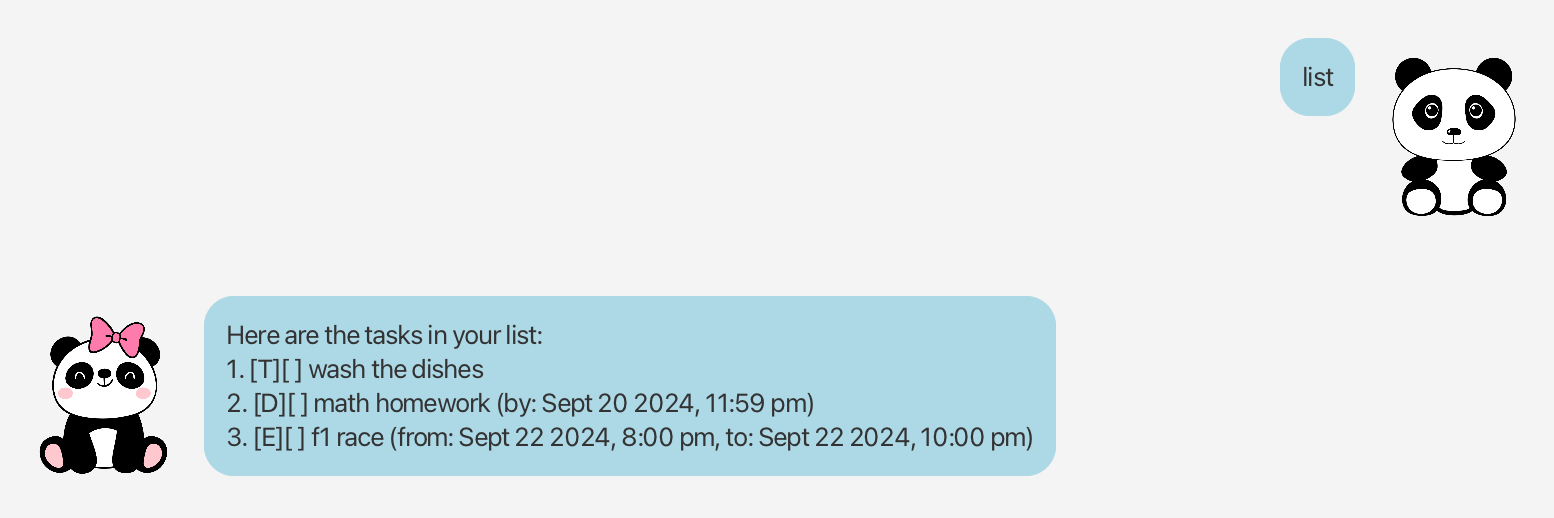 list
Here are the tasks in your list:
1. [T][ ] wash the dishes
2. [D][ ] math homework (by: Sept 20 2024, 11:59 pm)
3. [E][ ] f1 race (from: Sept 22 2024, 8:00 pm, to: Sept 22 2024, 10:00 pm)